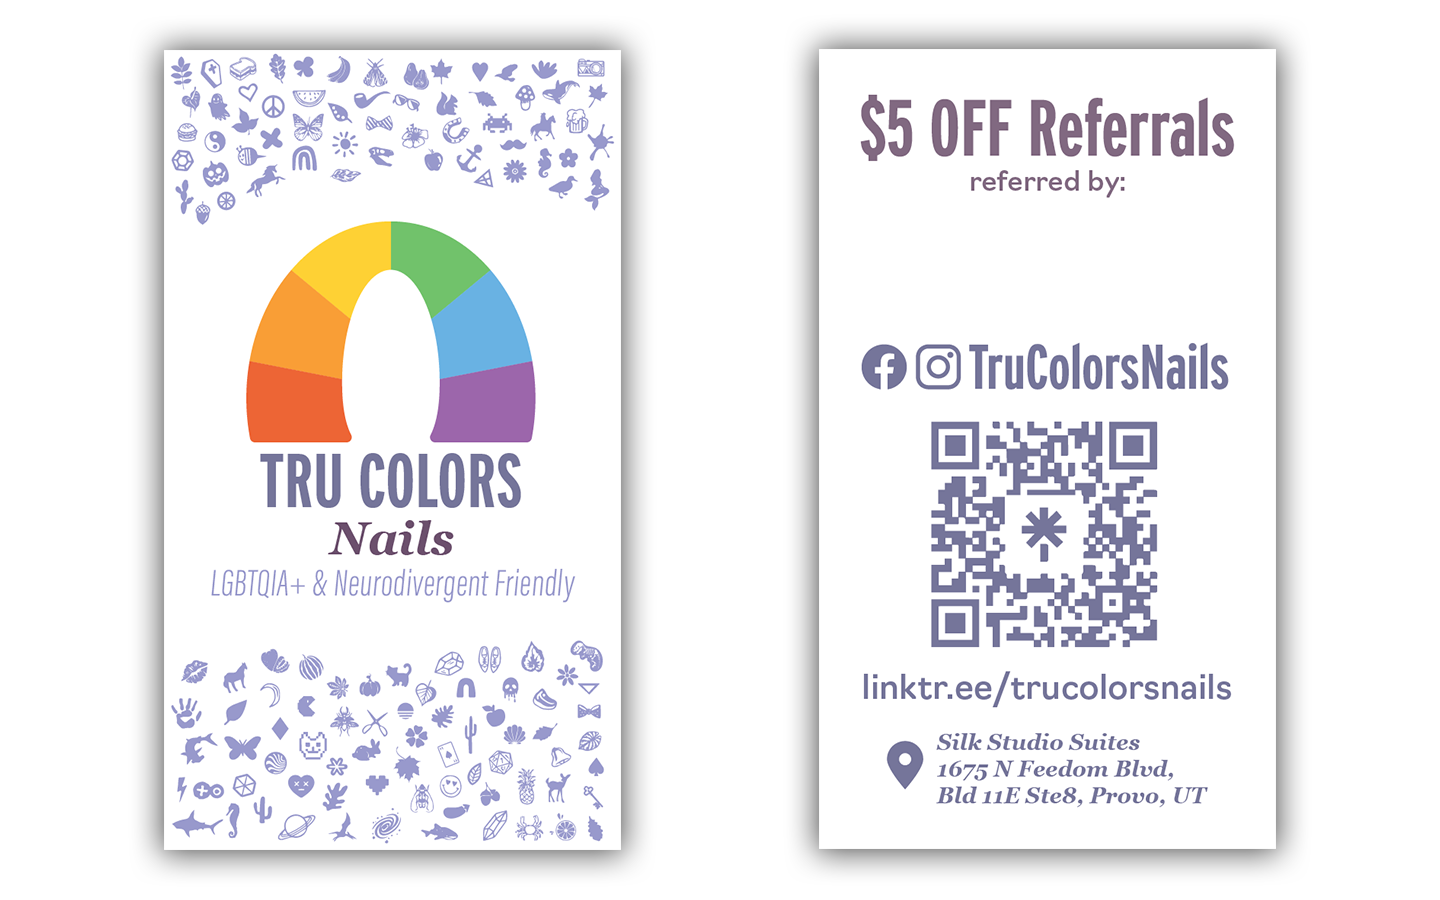 TRU COLORS
Nails
LGBTQIA+ & Neurodivergent Friendly
$5 OFF Referrals
referred by:
TruColorsNails
linktr.ee/trucolorsnails
Silk Studio Suites
1675 N Feedom Blvd,
Bld 11E Ste8, Provo, UT